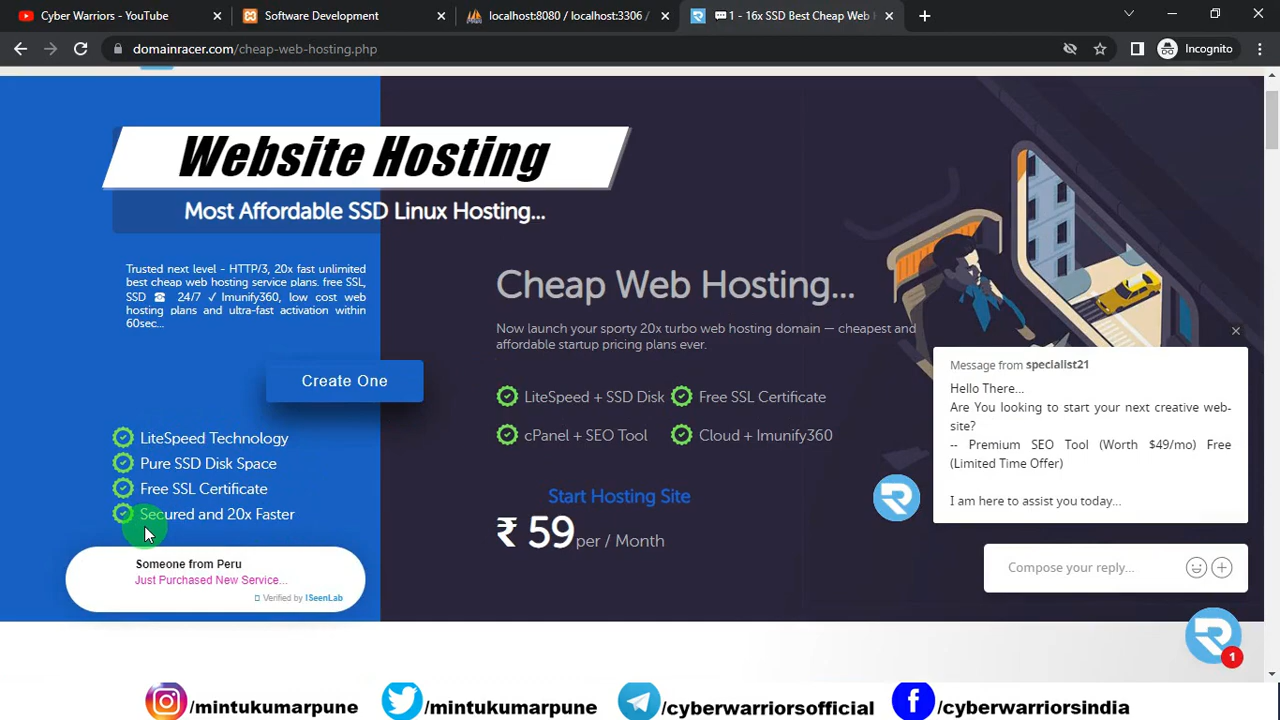 Cyber Warriors - YouTube
Software Development
localhost:8080 / localhost:3306 /
1 - 16x SSD Best Cheap Web H
domainracer.com/cheap-web-hosting.php
Incognito
Website Hosting
Most Affordable SSD Linux Hosting...
Trusted next level - HTTP/3, 20x fast unlimited
best cheap web hosting service plans. free SSL,
SSD ☎ 24/7 ✓ Imunify360, low cost web
hosting plans and ultra-fast activation within
60sec...
Create One
LiteSpeed Technology
Pure SSD Disk Space
Free SSL Certificate
Secured and 20x Faster
Someone from Peru
Just Purchased New Service...
Verified by ISeenLab
Cheap Web Hosting...
Now launch your sporty 20x turbo web hosting domain — cheapest and
affordable startup pricing plans ever.
LiteSpeed + SSD Disk
Free SSL Certificate
cPanel + SEO Tool
Cloud + Imunify360
Start Hosting Site
₹ 59 per / Month
Message from specialist21
Hello There...
Are You looking to start your next creative web-
site?
-- Premium SEO Tool (Worth $49/mo) Free
(Limited Time Offer)
I am here to assist you today...
Compose your reply...
1
/mintukumarpune
/mintukumarpune
/cyberwarriorsofficial
/cyberwarriorsindia